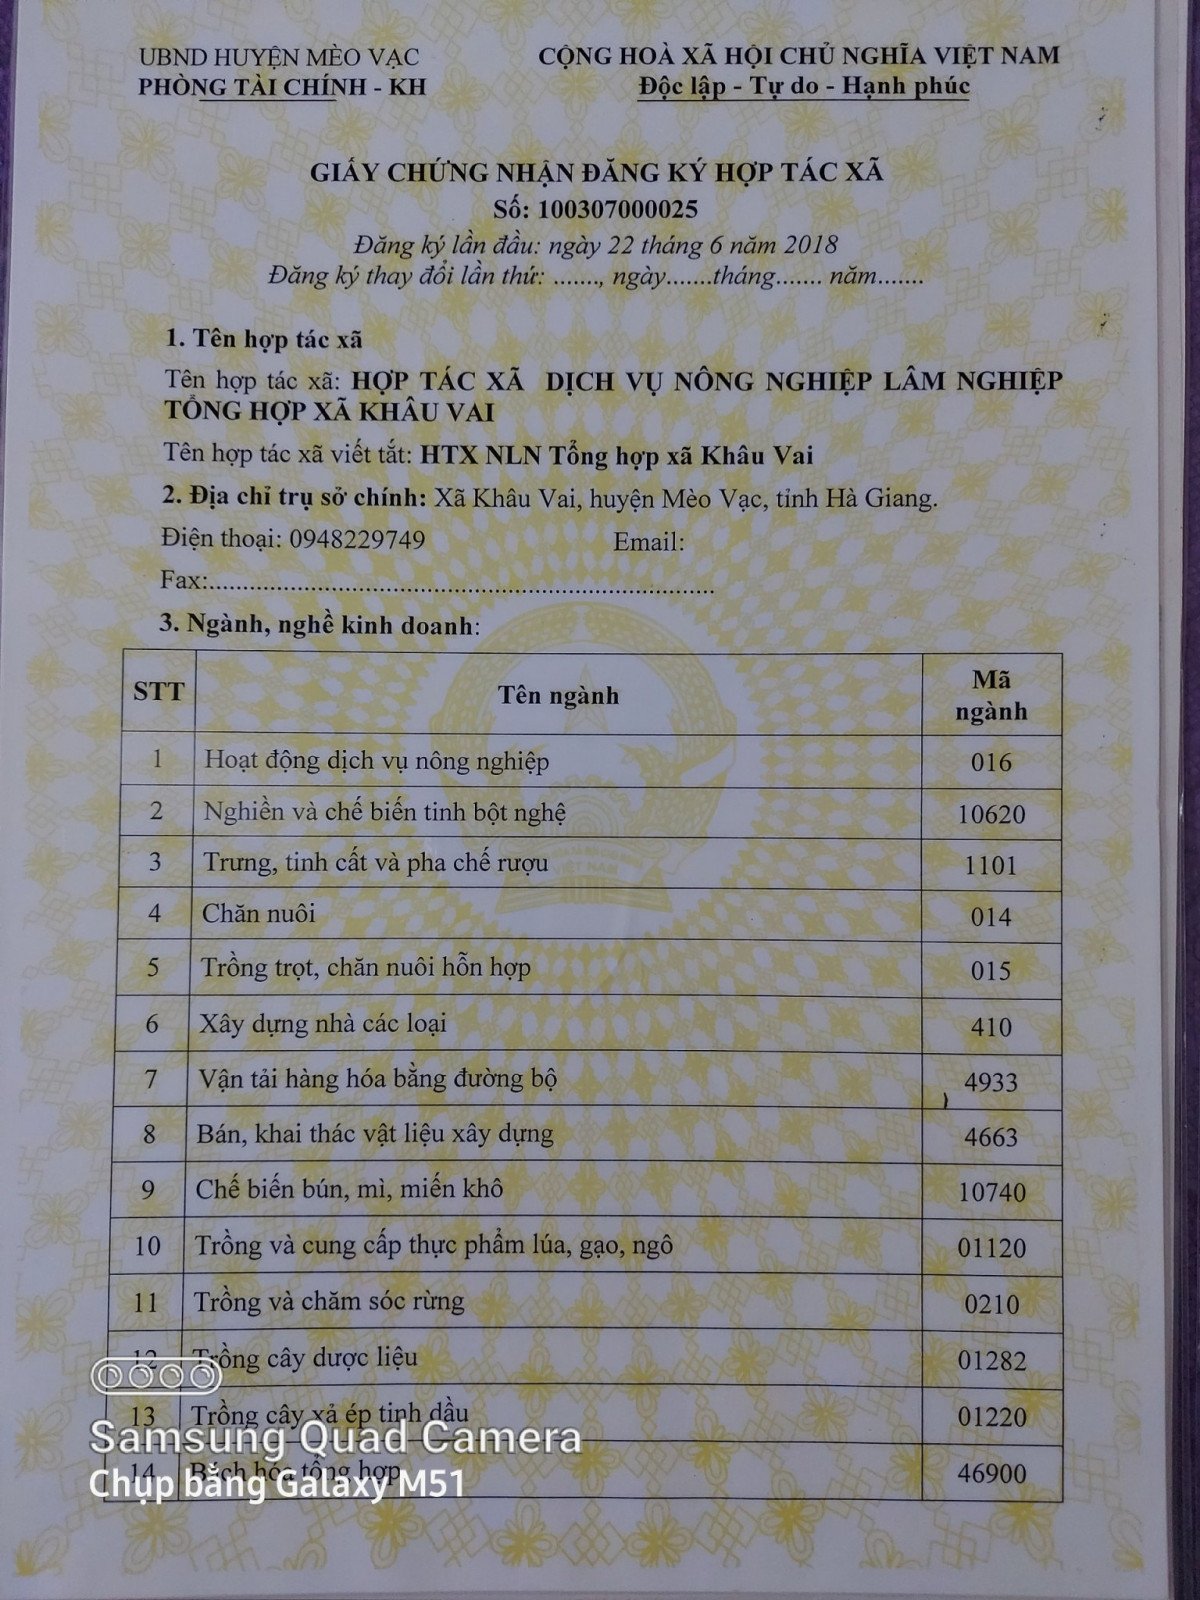 UBND HUYỆN MÈO VẠC
PHÒNG TÀI CHÍNH - KH
CỘNG HOÀ XÃ HỘI CHỦ NGHĨA VIỆT NAM
Độc lập - Tự do - Hạnh phúc
GIẤY CHỨNG NHẬN ĐĂNG KÝ HỢP TÁC XÃ
Số: 100307000025
Đăng ký lần đầu: ngày 22 tháng 6 năm 2018
Đăng ký thay đổi lần thứ: ......., ngày.......tháng....... năm.......
1. Tên hợp tác xã
Tên hợp tác xã: HỢP TÁC XÃ DỊCH VỤ NÔNG NGHIỆP LÂM NGHIỆP
TỔNG HỢP XÃ KHÂU VAI
Tên hợp tác xã viết tắt: HTX NLN Tổng hợp xã Khâu Vai
2. Địa chỉ trụ sở chính: Xã Khâu Vai, huyện Mèo Vạc, tỉnh Hà Giang.
Điện thoại: 0948229749 Email:
Fax:...........................................................................
3. Ngành, nghề kinh doanh:
STT Tên ngành Mã ngành
1 Hoạt động dịch vụ nông nghiệp 016
2 Nghiền và chế biến tinh bột nghệ 10620
3 Trưng, tinh cất và pha chế rượu 1101
4 Chăn nuôi 014
5 Trồng trọt, chăn nuôi hỗn hợp 015
6 Xây dựng nhà các loại 410
7 Vận tải hàng hóa bằng đường bộ 4933
8 Bán, khai thác vật liệu xây dựng 4663
9 Chế biến bún, mì, miến khô 10740
10 Trồng và cung cấp thực phẩm lúa, gạo, ngô 01120
11 Trồng và chăm sóc rừng 0210
12 Trồng cây dược liệu 01282
13 Trồng cây xả ép tinh dầu 01220
14 Bách hóa tổng hợp 46900
VIỆT NAM
Samsung Quad Camera
Chụp bằng Galaxy M51